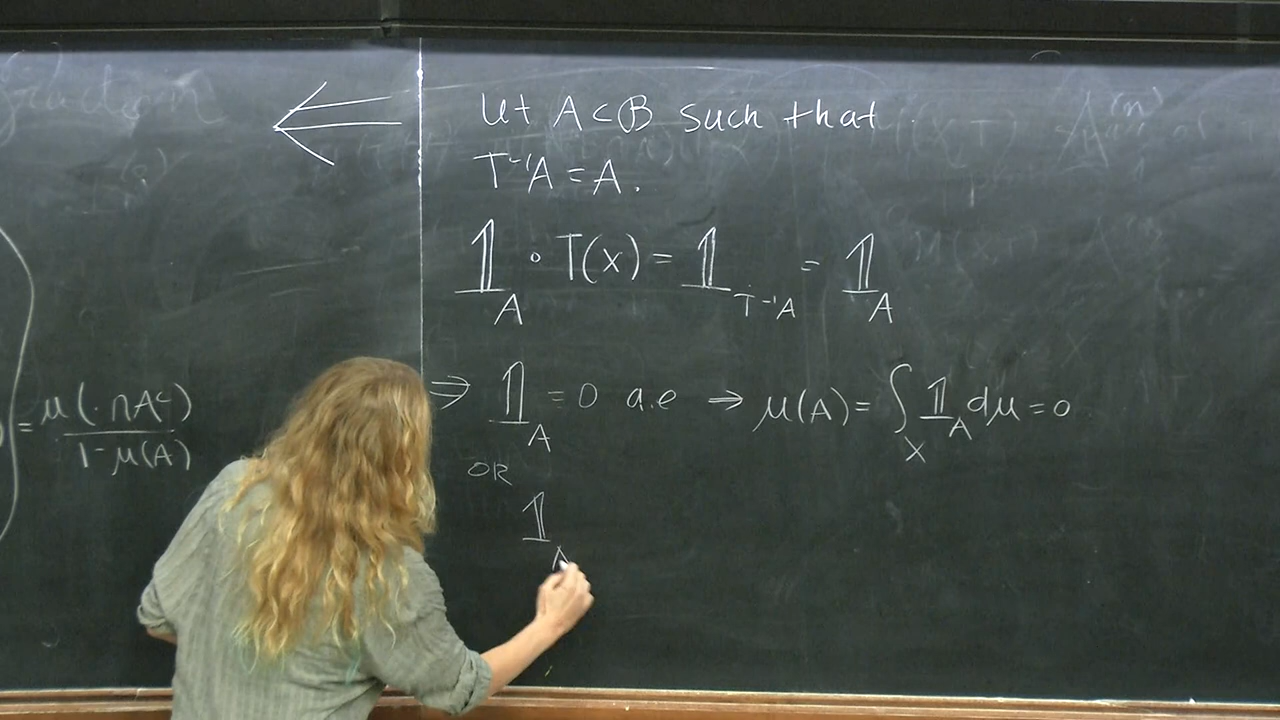 ⇐ Let A ⊂ B such that
T⁻¹A = A.
𝟙_A ∘ T(x) = 𝟙_{T⁻¹A} = 𝟙_A
⇒ 𝟙_A = 0 a.e ⇒ μ(A) = ∫_X 𝟙_A dμ = 0
OR
𝟙_A
= μ(· ∩ A^c) / 1 - μ(A)